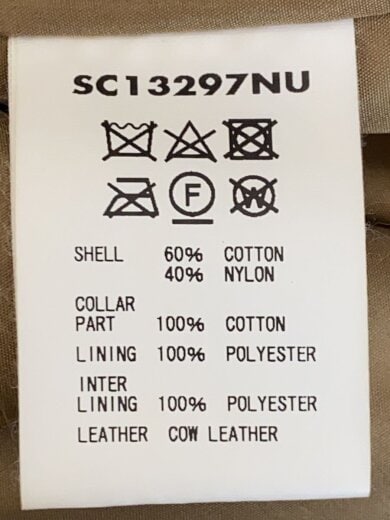 SC13297NU
F W
SHELL 60% COTTON
40% NYLON
COLLAR
PART 100% COTTON
LINING 100% POLYESTER
INTER
LINING 100% POLYESTER
LEATHER COW LEATHER